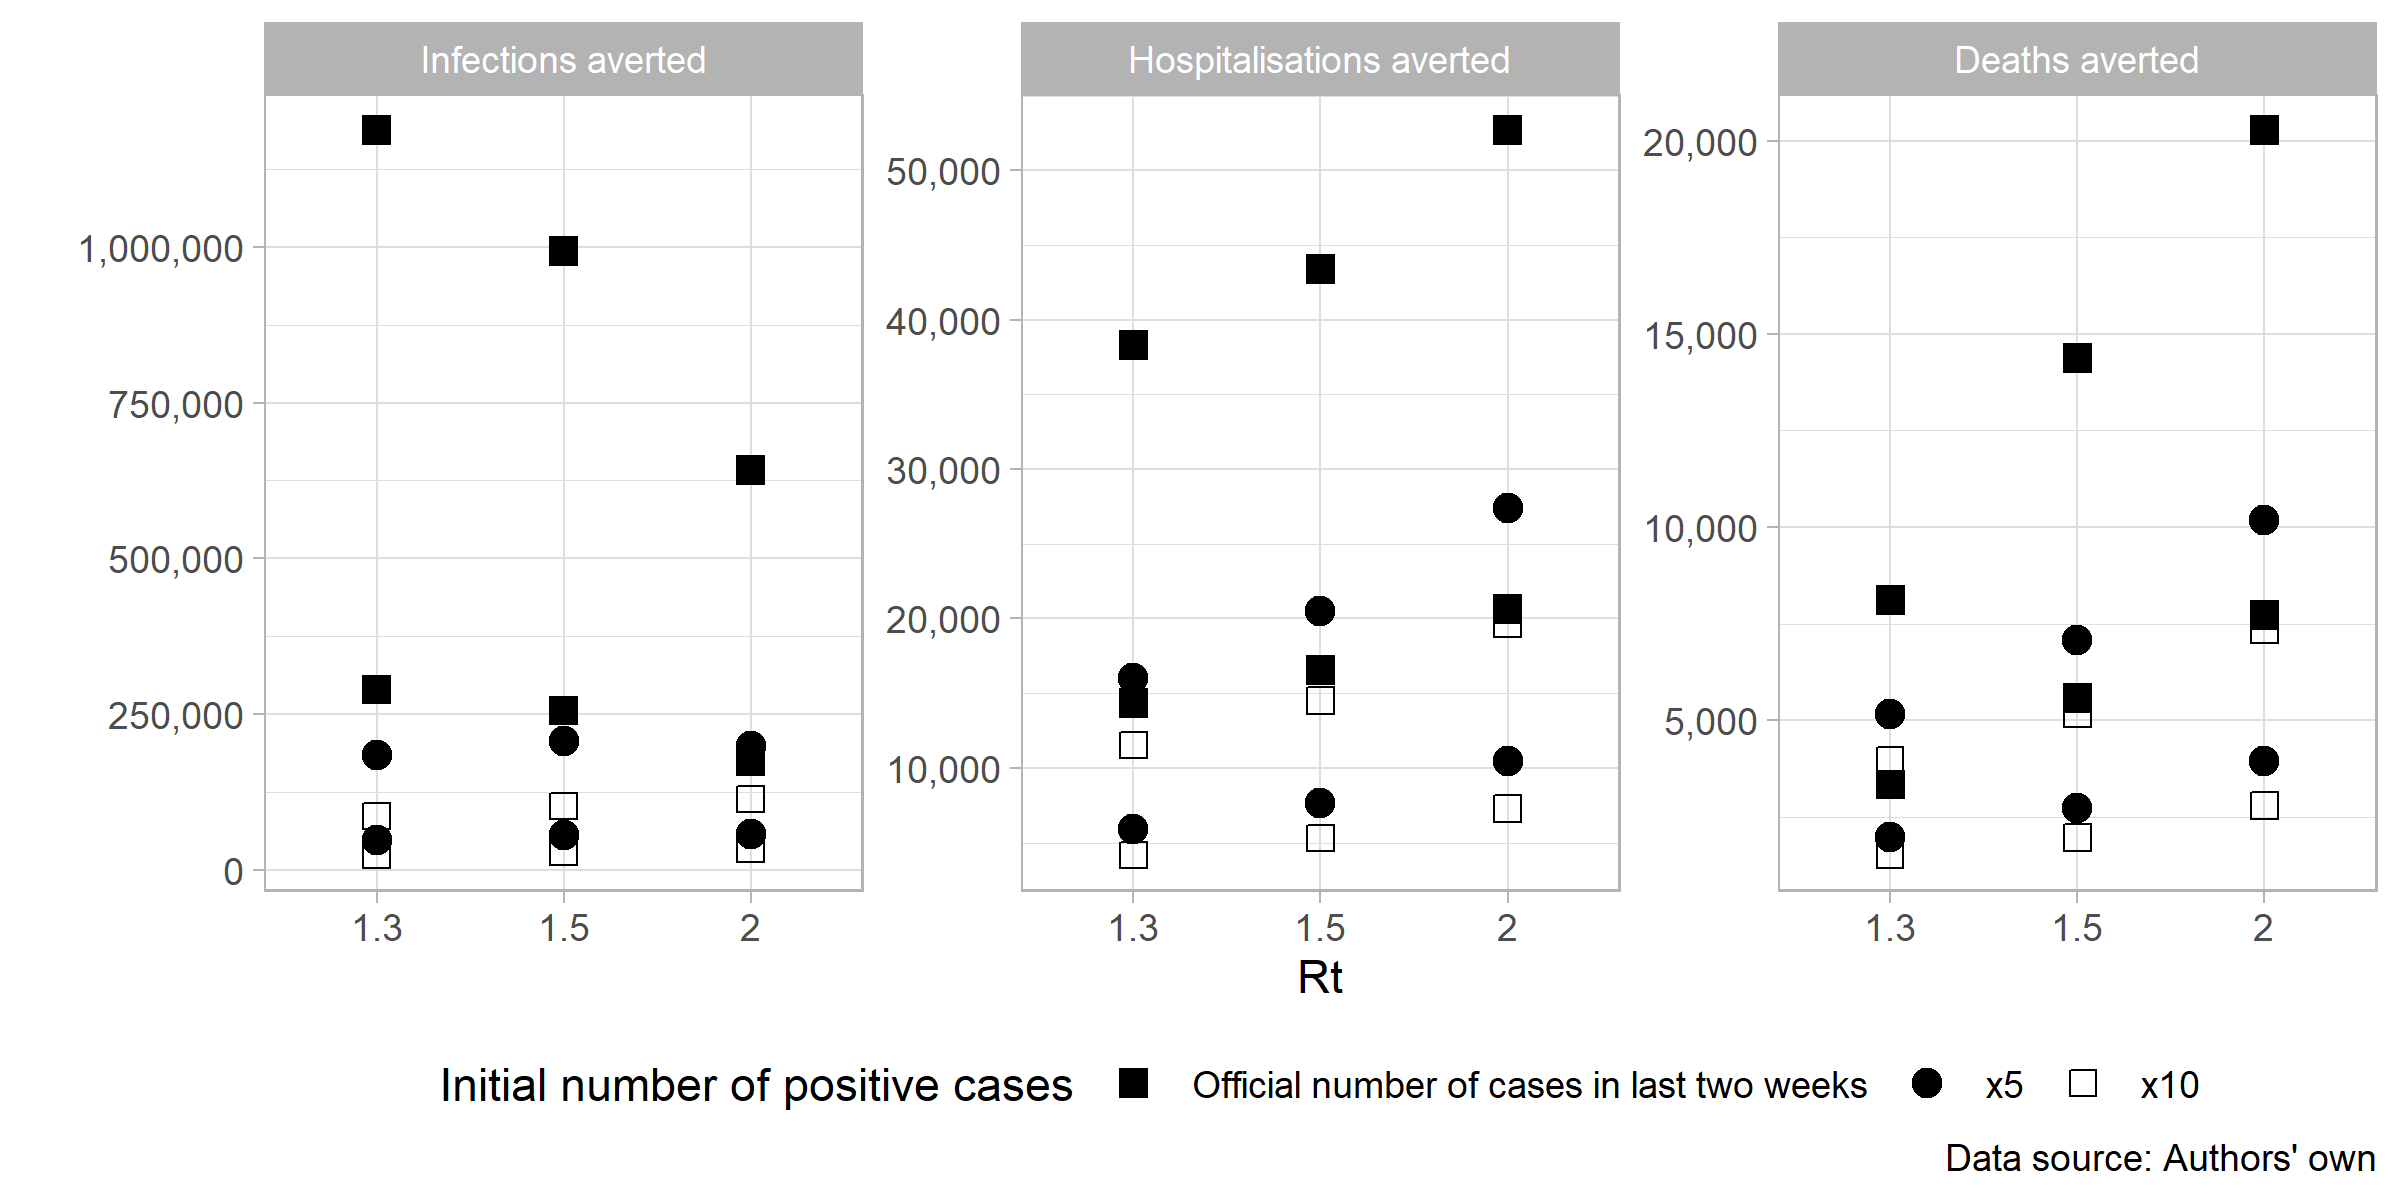 Infections averted
Hospitalisations averted
Deaths averted
1,000,000
750,000
500,000
250,000
0
50,000
40,000
30,000
20,000
10,000
20,000
15,000
10,000
5,000
1.3 1.5 2
1.3 1.5 2
1.3 1.5 2
Rt
Initial number of positive cases Official number of cases in last two weeks x5 x10
Data source: Authors' own